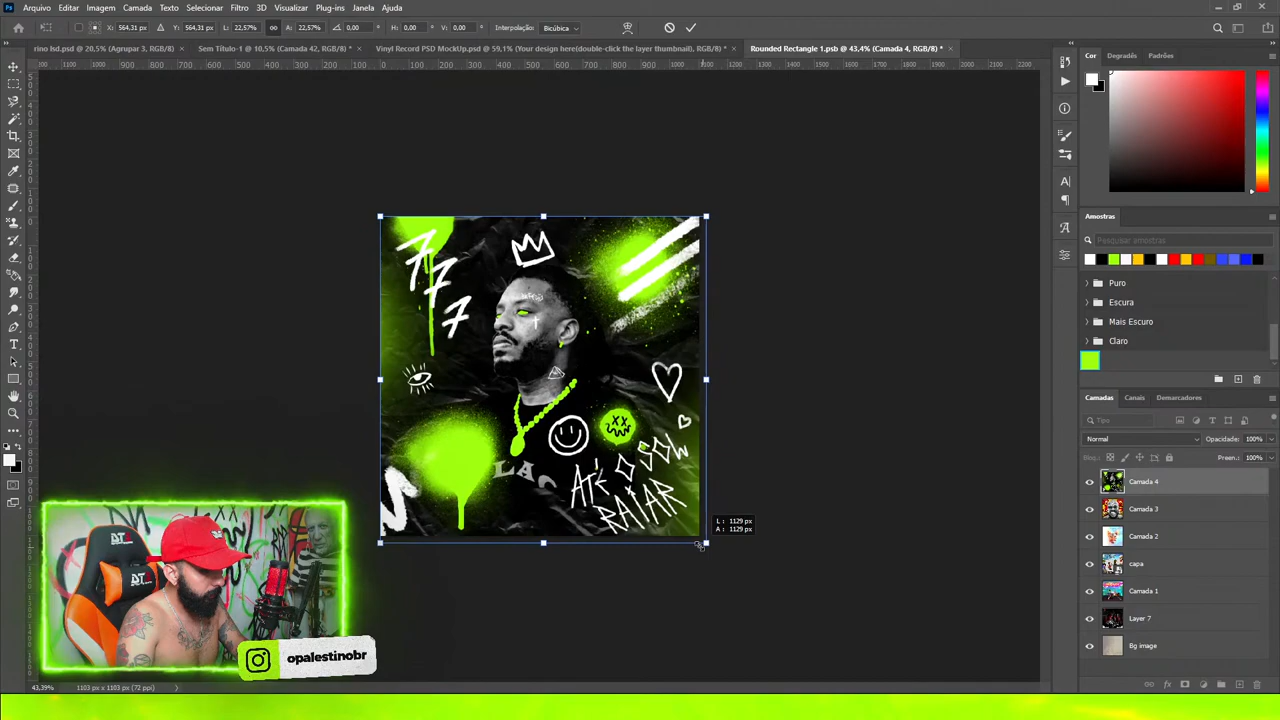 Ps Arquivo Editar Imagem Camada Texto Selecionar Filtro 3D Visualizar Plug-ins Janela Ajuda
X: 564,31 px Y: 564,31 px L: 22,57% A: 22,57% 0,00 H: 0,00 V: 0,00 Interpolação: Bicúbica
rino lsd.psd @ 20,5% (Agrupar 3, RGB/8) × Sem Título-1 @ 10,5% (Camada 42, RGB/8) * × Vinyl Record PSD MockUp.psd @ 59,1% (Your design here(double-click the layer thumbnail), RGB/8) * × Rounded Rectangle 1.psb @ 43,4% (Camada 4, RGB/8) * ×
Cor Degradês Padrões
Amostras
Pesquisar amostras
Puro
Escura
Mais Escuro
Claro
Camadas Canais Demarcadores
Tipo
Normal Opacidade: 100%
Preen.: 100%
Camada 4
Camada 3
Camada 2
capa
Camada 1
Layer 7
Bg image
777
ATÉ O SOL
RAIAR
L: 1129 px
A: 1129 px
opalestinobr
43,39% 1103 px x 1103 px (72 ppi)